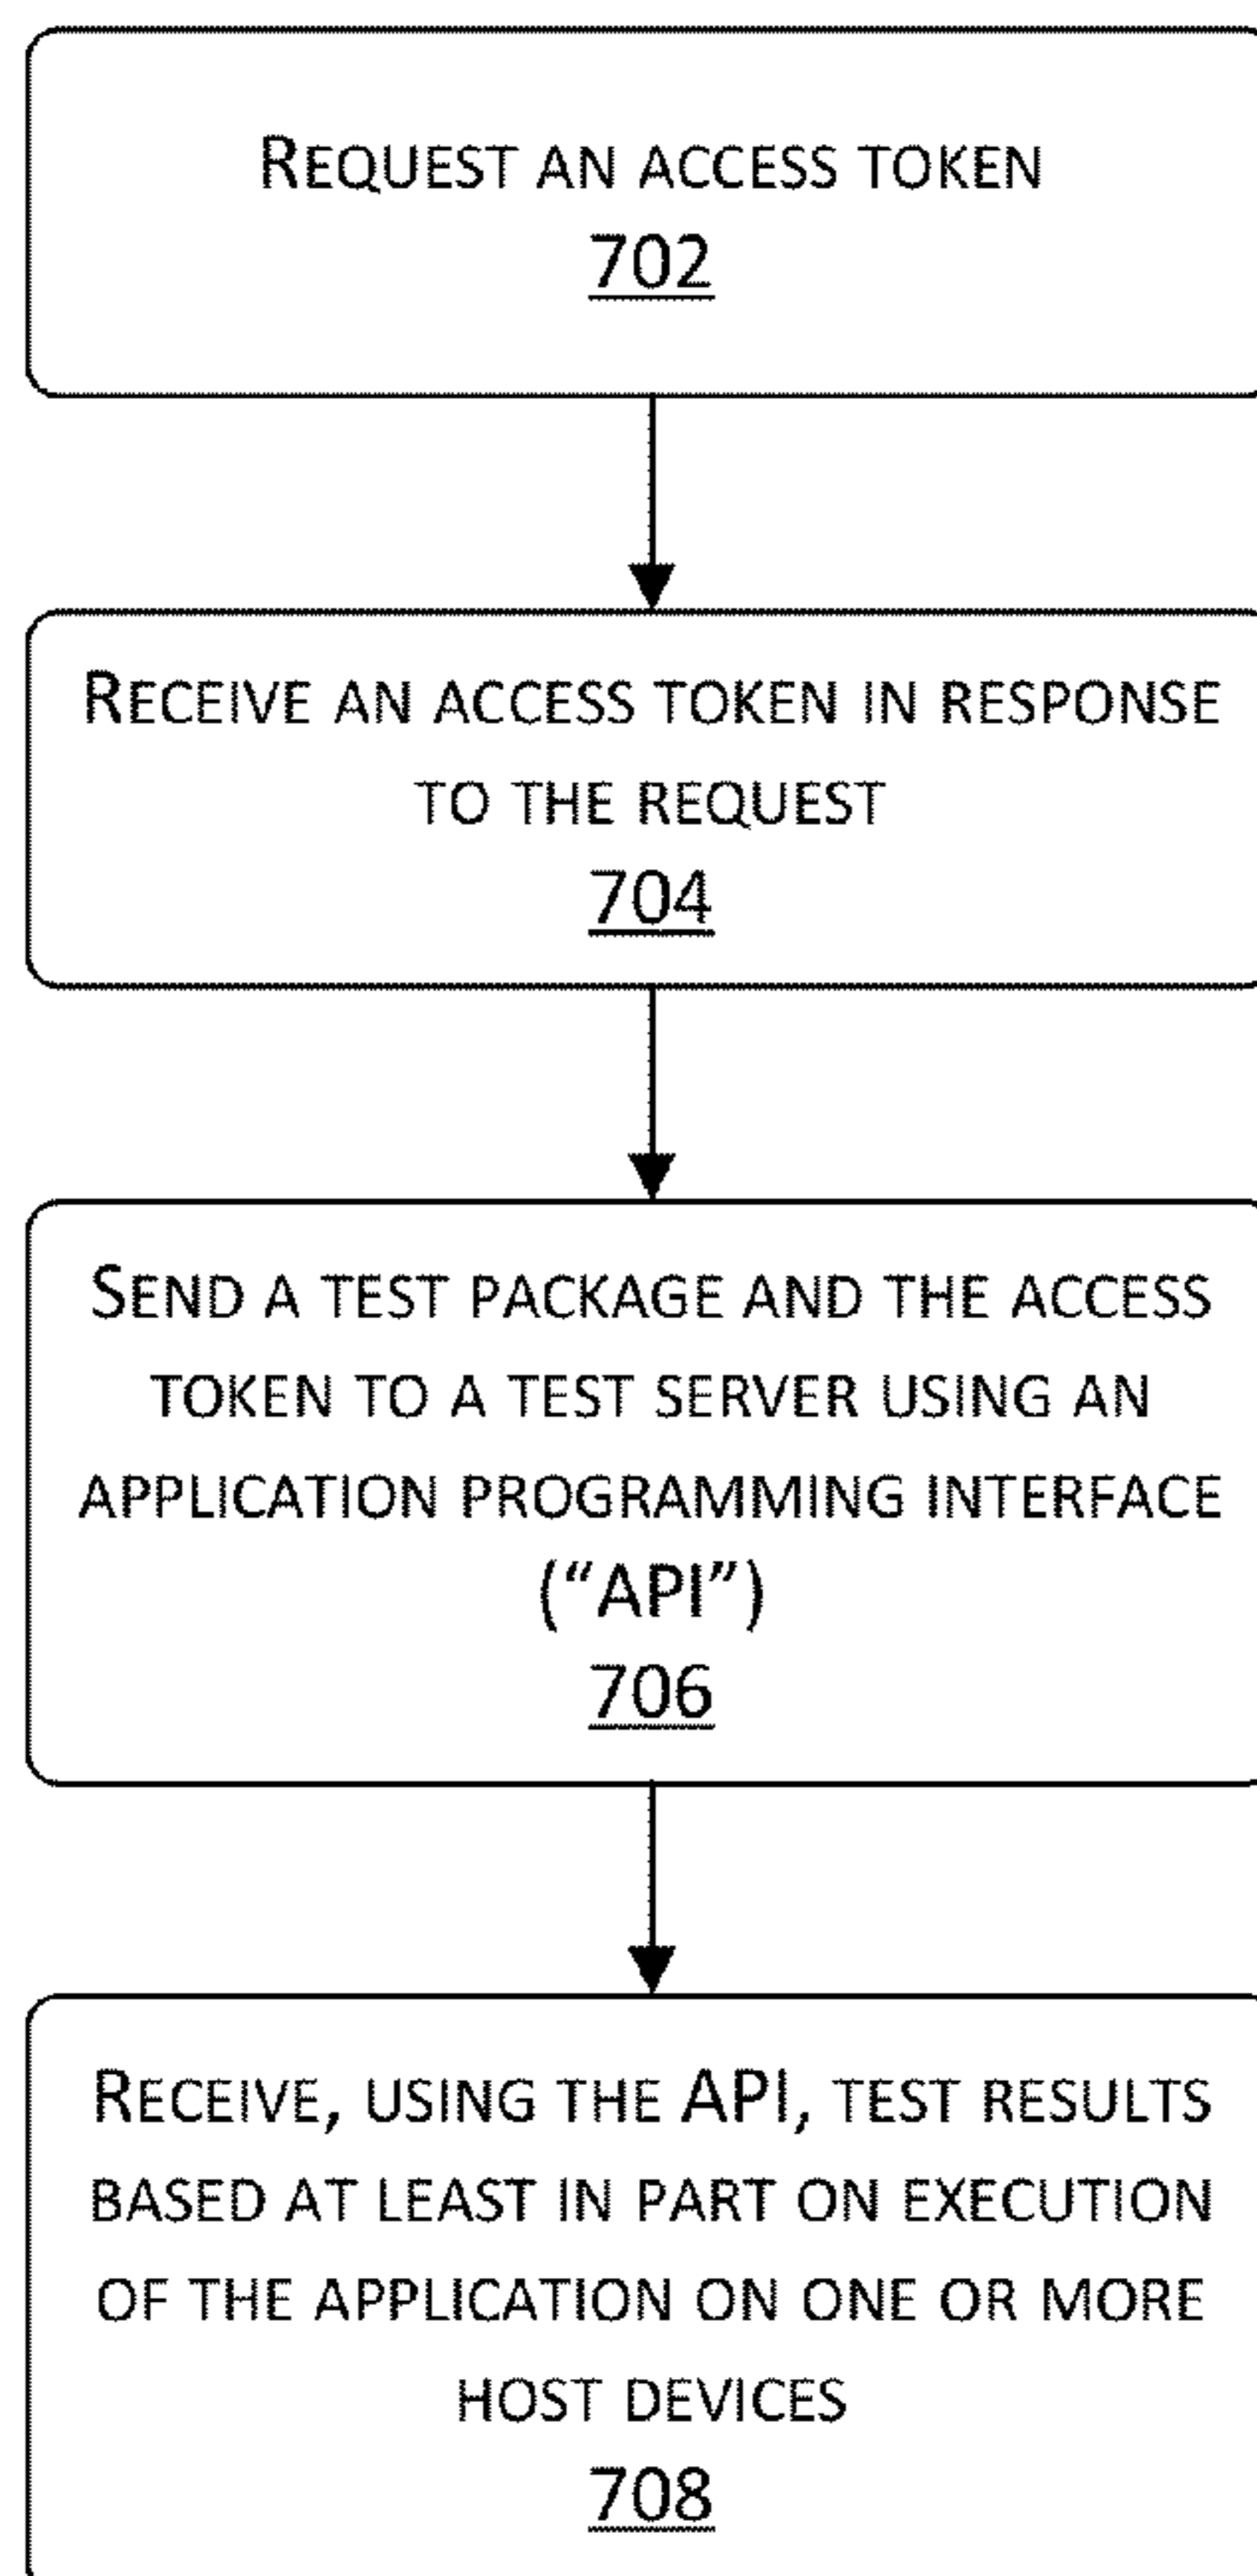 REQUEST AN ACCESS TOKEN
702
RECEIVE AN ACCESS TOKEN IN RESPONSE
TO THE REQUEST
704
SEND A TEST PACKAGE AND THE ACCESS
TOKEN TO A TEST SERVER USING AN
APPLICATION PROGRAMMING INTERFACE
(“API”)
706
RECEIVE, USING THE API, TEST RESULTS
BASED AT LEAST IN PART ON EXECUTION
OF THE APPLICATION ON ONE OR MORE
HOST DEVICES
708